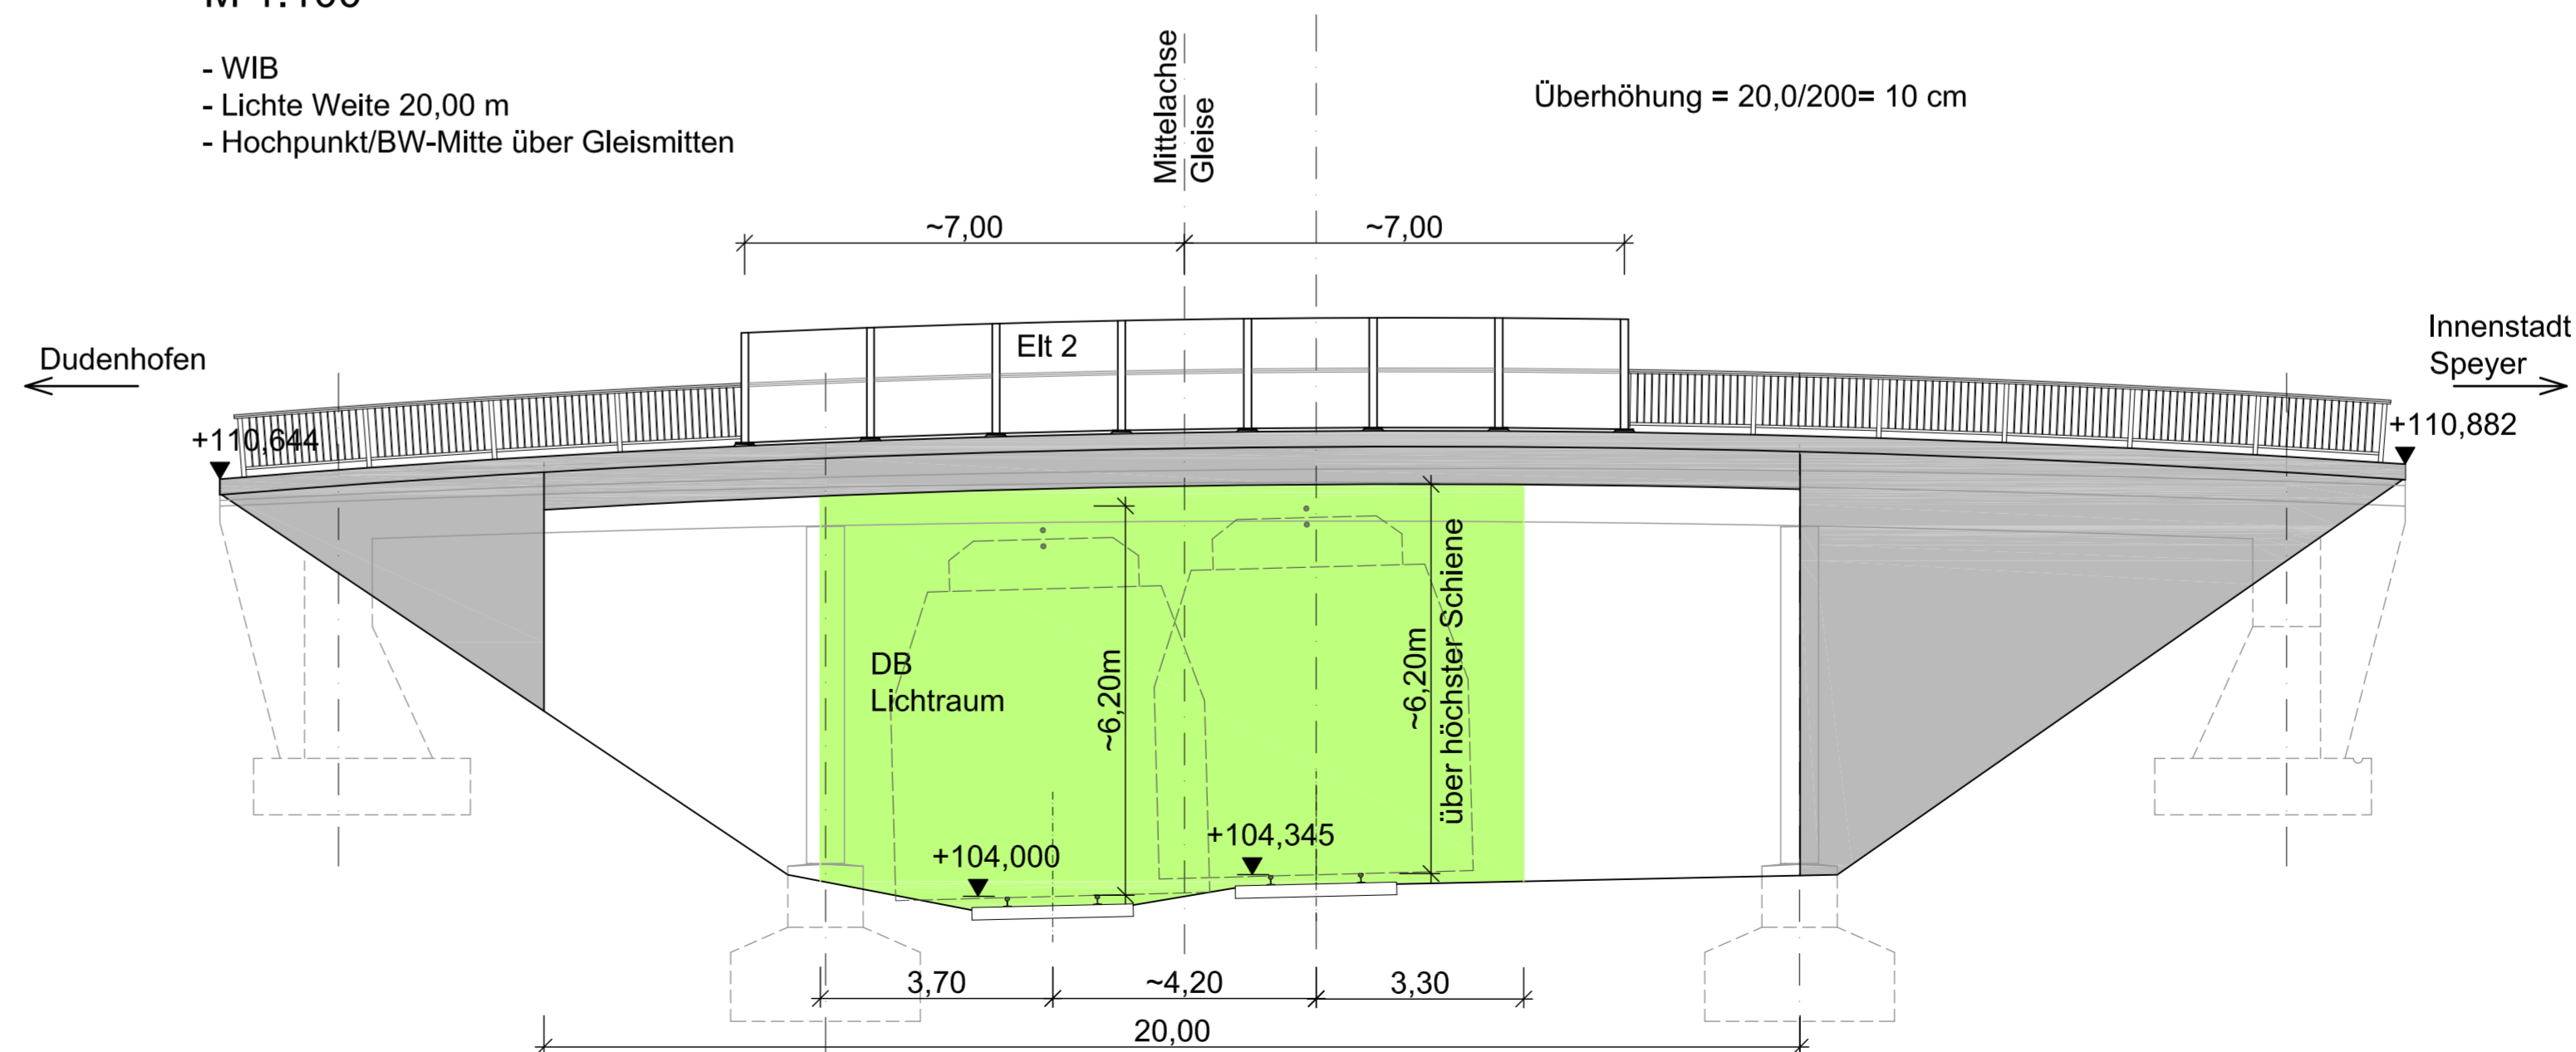 M 1:100
- WIB
- Lichte Weite 20,00 m
- Hochpunkt/BW-Mitte über Gleismitten
Mittelachse
Gleise
Überhöhung = 20,0/200= 10 cm
~7,00
~7,00
Dudenhofen
Elt 2
Innenstadt
Speyer
+110,644
+110,882
DB
Lichtraum
~6,20m
~6,20m
über höchster Schiene
+104,000
+104,345
3,70
~4,20
3,30
20,00